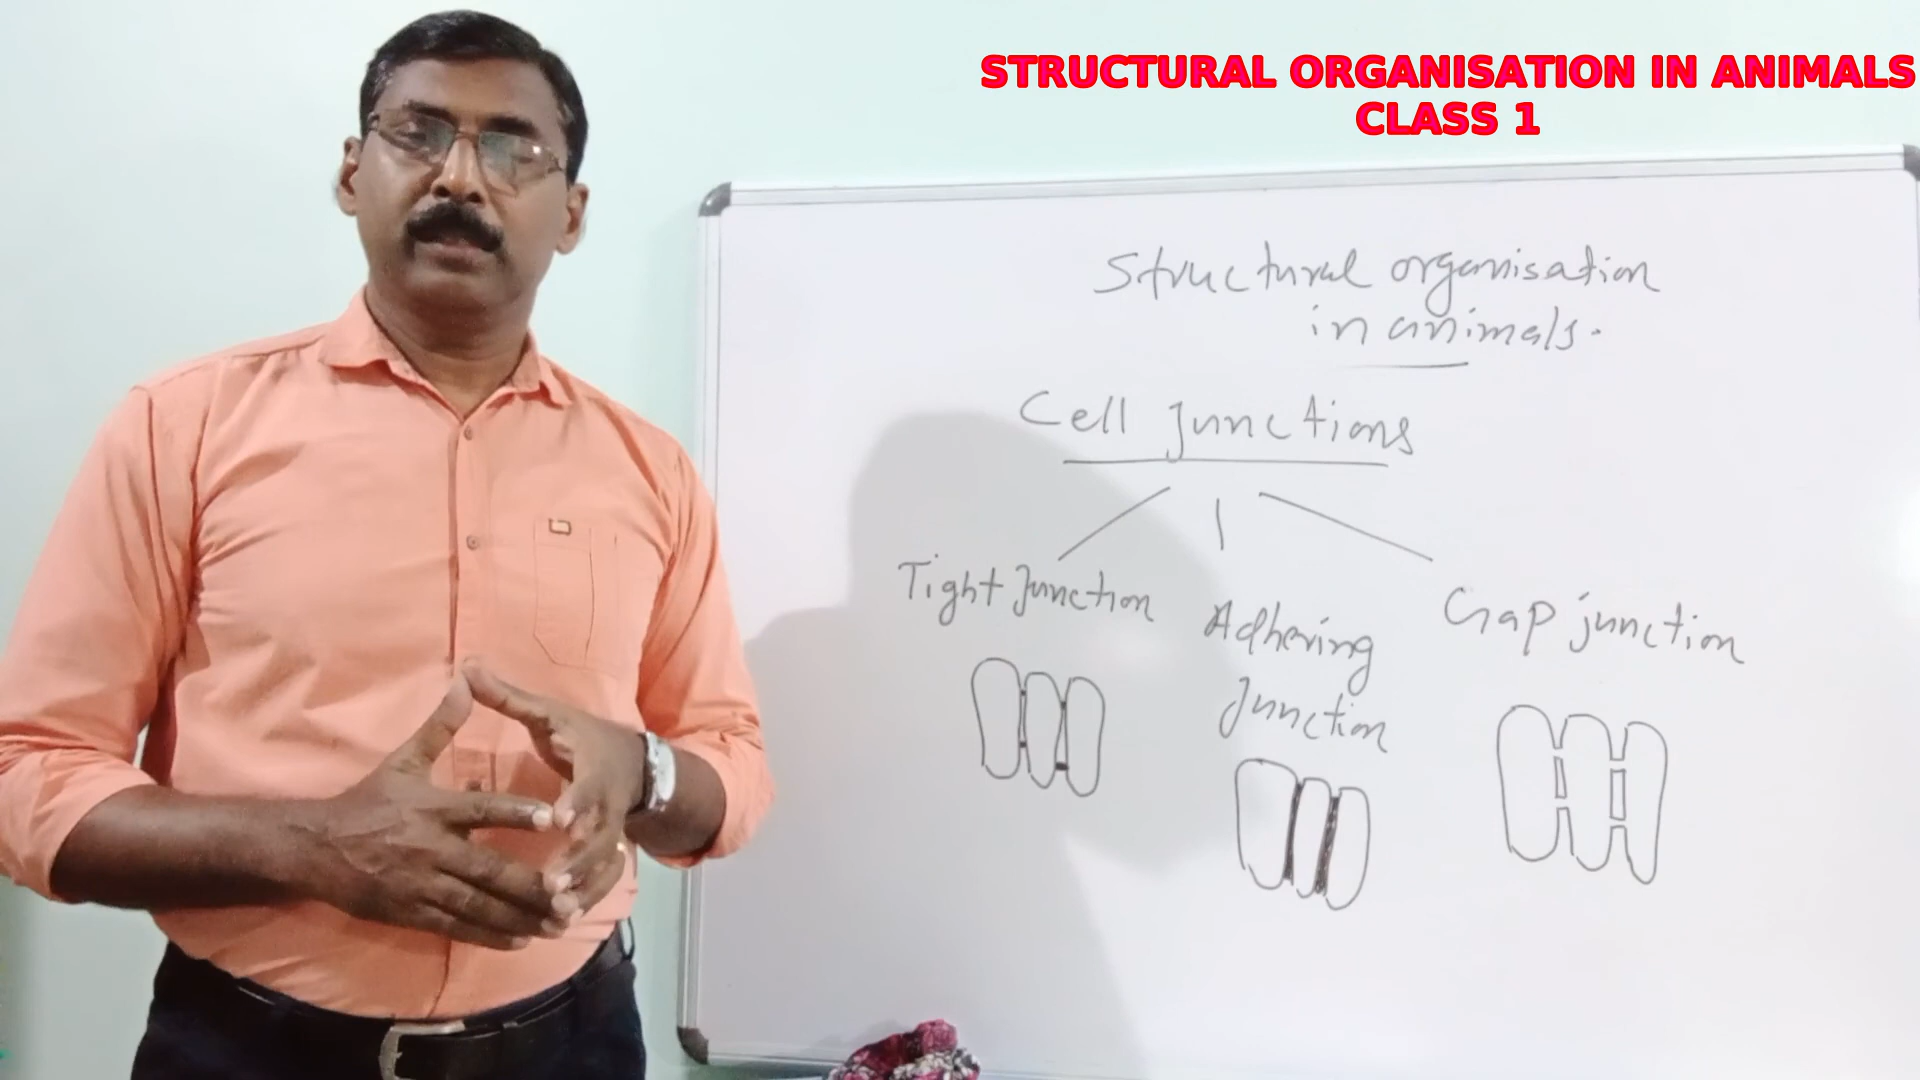 STRUCTURAL ORGANISATION IN ANIMALS
CLASS 1
Structural organisation
in animals.
Cell Junctions
Tight Junction
Adhering
Junction
Gap junction